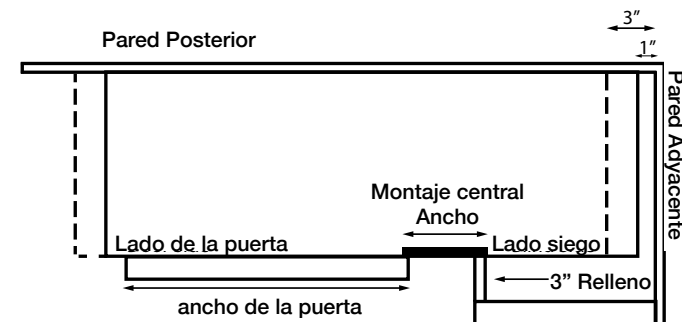 3”
Pared Posterior
1”
Pared Adyacente
Montaje central
Ancho
Lado de la puerta
Lado siego
3” Relleno
ancho de la puerta